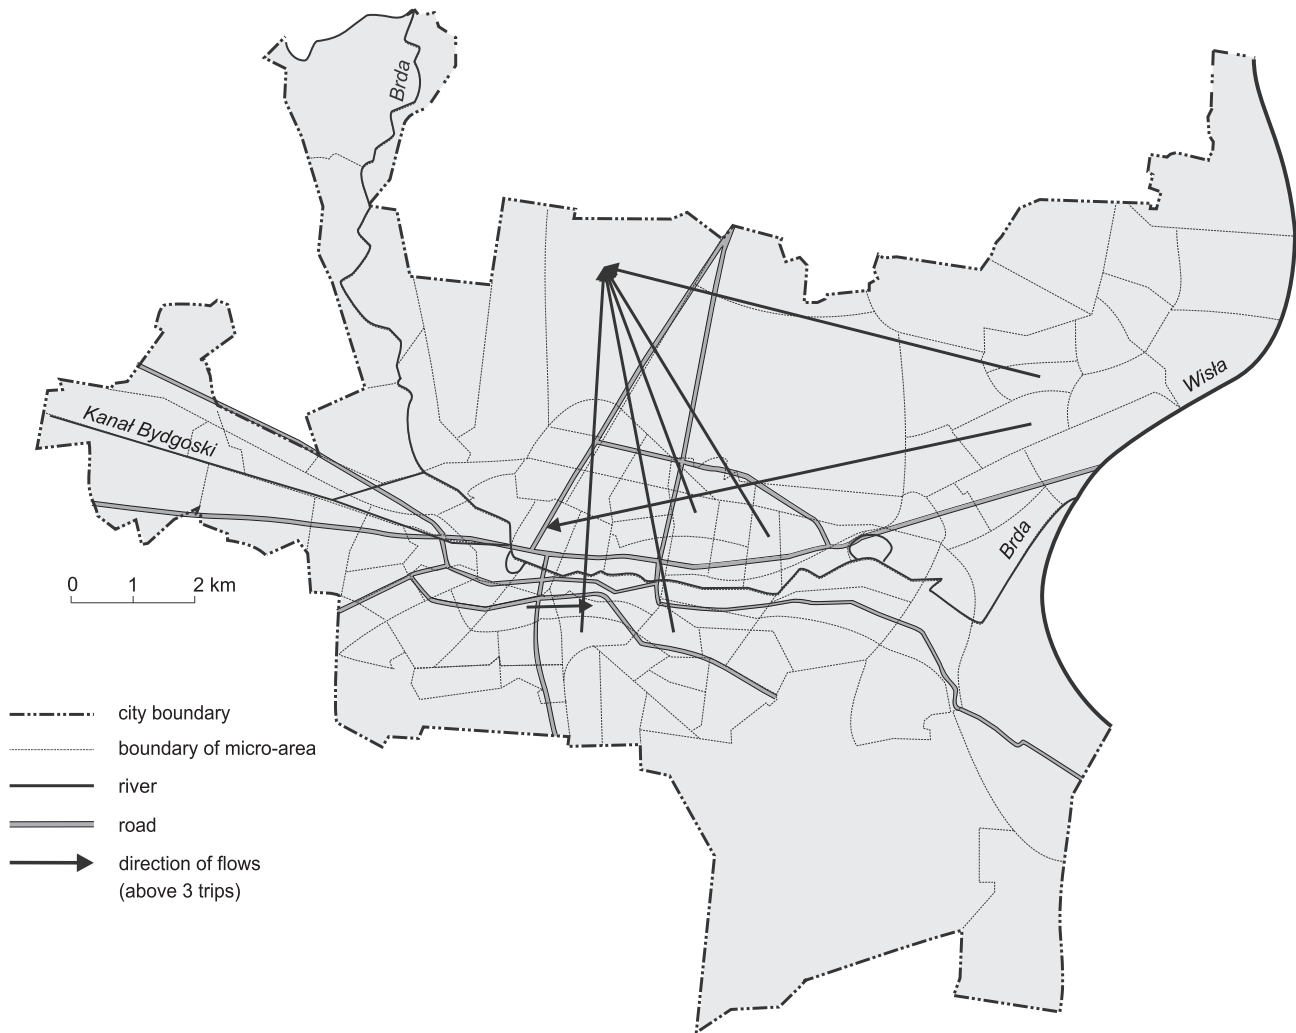 Brda
Wisła
Kanał Bydgoski
Brda
0 1 2 km
city boundary
boundary of micro-area
river
road
direction of flows
(above 3 trips)